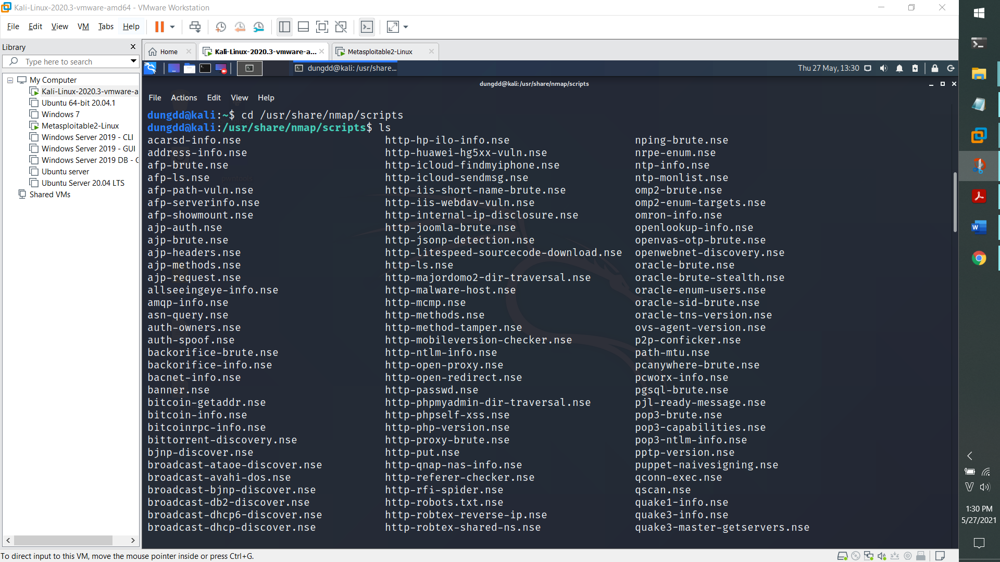 Kali-Linux-2020.3-vmware-amd64 - VMware Workstation
File Edit View VM Tabs Help
Library
Type here to search
My Computer
Kali-Linux-2020.3-vmware-a
Ubuntu 64-bit 20.04.1
Windows 7
Metasploitable2-Linux
Windows Server 2019 - CLI
Windows Server 2019 - GUI
Windows Server 2019 DB - C
Ubuntu server
Ubuntu Server 20.04 LTS
Shared VMs
Home Kali-Linux-2020.3-vmware-a... Metasploitable2-Linux
dungdd@kali: /usr/share... Thu 27 May, 13:30
dungdd@kali:/usr/share/nmap/scripts
File Actions Edit View Help
dungdd@kali:~$ cd /usr/share/nmap/scripts
dungdd@kali:/usr/share/nmap/scripts$ ls
acarsd-info.nse http-hp-ilo-info.nse nping-brute.nse
address-info.nse http-huawei-hg5xx-vuln.nse nrpe-enum.nse
afp-brute.nse http-icloud-findmyiphone.nse ntp-info.nse
afp-ls.nse http-icloud-sendmsg.nse ntp-monlist.nse
afp-path-vuln.nse http-iis-short-name-brute.nse omp2-brute.nse
afp-serverinfo.nse http-iis-webdav-vuln.nse omp2-enum-targets.nse
afp-showmount.nse http-internal-ip-disclosure.nse omron-info.nse
ajp-auth.nse http-joomla-brute.nse openlookup-info.nse
ajp-brute.nse http-jsonp-detection.nse openvas-otp-brute.nse
ajp-headers.nse http-litespeed-sourcecode-download.nse openwebnet-discovery.nse
ajp-methods.nse http-ls.nse oracle-brute.nse
ajp-request.nse http-majordomo2-dir-traversal.nse oracle-brute-stealth.nse
allseeingeye-info.nse http-malware-host.nse oracle-enum-users.nse
amqp-info.nse http-mcmp.nse oracle-sid-brute.nse
asn-query.nse http-methods.nse oracle-tns-version.nse
auth-owners.nse http-method-tamper.nse ovs-agent-version.nse
auth-spoof.nse http-mobileversion-checker.nse p2p-conficker.nse
backorifice-brute.nse http-ntlm-info.nse path-mtu.nse
backorifice-info.nse http-open-proxy.nse pcanywhere-brute.nse
bacnet-info.nse http-open-redirect.nse pcworx-info.nse
banner.nse http-passwd.nse pgsql-brute.nse
bitcoin-getaddr.nse http-phpmyadmin-dir-traversal.nse pjl-ready-message.nse
bitcoin-info.nse http-phpself-xss.nse pop3-brute.nse
bitcoinrpc-info.nse http-php-version.nse pop3-capabilities.nse
bittorrent-discovery.nse http-proxy-brute.nse pop3-ntlm-info.nse
bjnp-discover.nse http-put.nse pptp-version.nse
broadcast-ataoe-discover.nse http-qnap-nas-info.nse puppet-naivesigning.nse
broadcast-avahi-dos.nse http-referer-checker.nse qconn-exec.nse
broadcast-bjnp-discover.nse http-rfi-spider.nse qscan.nse
broadcast-db2-discover.nse http-robots.txt.nse quake1-info.nse
broadcast-dhcp6-discover.nse http-robtex-reverse-ip.nse quake3-info.nse
broadcast-dhcp-discover.nse http-robtex-shared-ns.nse quake3-master-getservers.nse
To direct input to this VM, move the mouse pointer inside or press Ctrl+G.
1:30 PM
5/27/2021